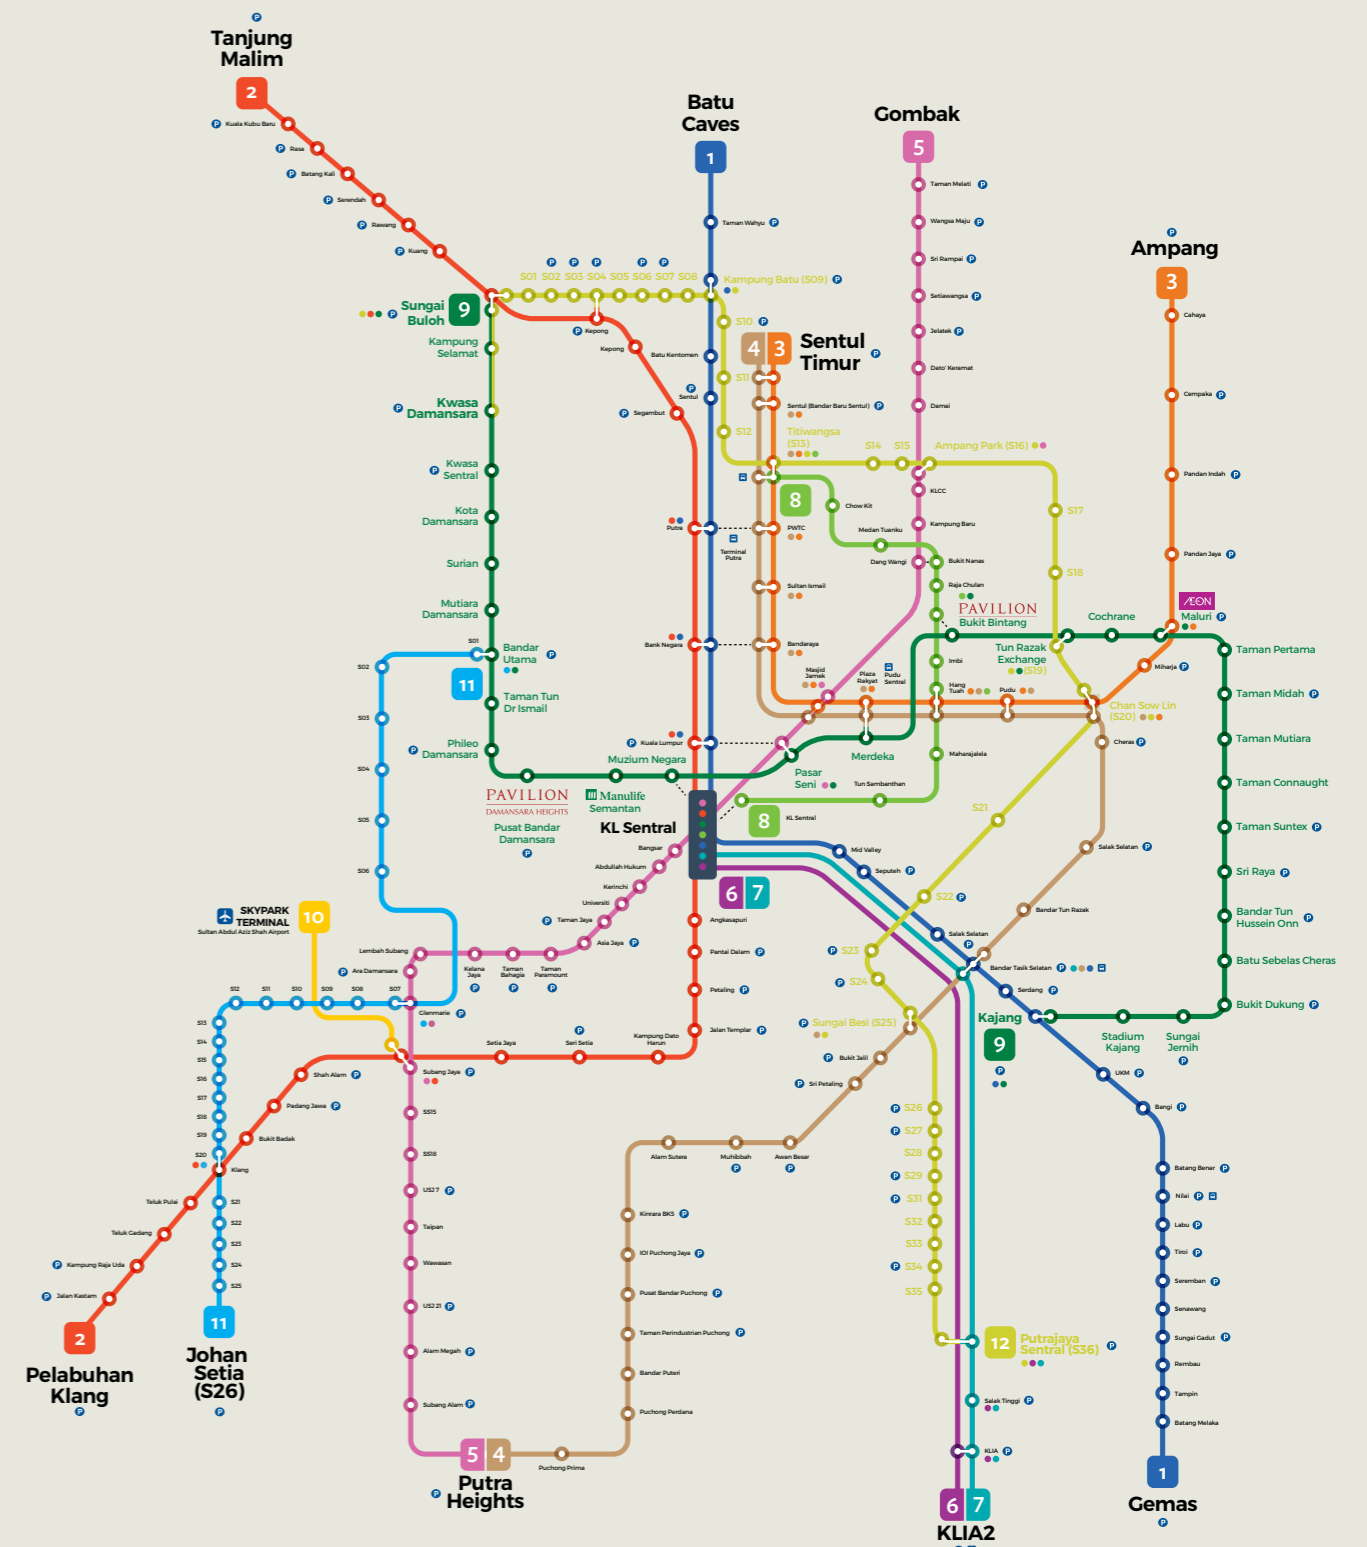 Tanjung
Malim
2
Kuala Kubu Baru
Rasa
Batang Kali
Serendah
Rawang
Kuang
Batu
Caves
1
Taman Wahyu
Kampung Batu (S09)
Gombak
5
Taman Melati
Wangsa Maju
Sri Rampai
Setiawangsa
Jelatek
Dato' Keramat
Damai
Ampang
3
Cahaya
Cempaka
Pandan Indah
Pandan Jaya
S01
S02
S03
S04
S05
S06
S07
S08
Sungai
Buloh
9
Kampung
Selamat
Kwasa
Damansara
Kwasa
Sentral
Kota
Damansara
Surian
Mutiara
Damansara
Kepong
Kepong
Segambut
Batu Kentomen
Sentul
S10
S11
S12
4
3
Sentul
Timur
Sentul (Bandar Baru Sentul)
Titiwangsa
(S13)
S14
S15
Ampang Park (S16)
8
Chow Kit
Medan Tuanku
KLCC
Kampung Baru
Dang Wangi
Bukit Nanas
Raja Chulan
S17
S18
Putra
Terminal
Putra
PWTC
Sultan Ismail
Bank Negara
Bandaraya
PAVILION
Bukit Bintang
Cochrane
ÆON
Maluri
Tun Razak
Exchange
(S19)
Miharja
Imbi
Hang
Tuah
Pudu
Masjid
Jamek
Plaza
Rakyat
Pudu
Sentral
Chan Sow Lin
(S20)
Cheras
Taman Pertama
Taman Midah
Taman Mutiara
Taman Connaught
Taman Suntex
Sri Raya
Bandar Tun
Hussein Onn
Batu Sebelas Cheras
Bukit Dukung
S01
Bandar
Utama
11
S02
S03
S04
S05
S06
Taman Tun
Dr Ismail
Phileo
Damansara
Kuala Lumpur
Muzium Negara
Pasar
Seni
Merdeka
Maharajalela
Tun Sambanthan
PAVILION
DAMANSARA HEIGHTS
Pusat Bandar
Damansara
Manulife
Semantan
KL Sentral
8
KL Sentral
6
7
S21
S22
S23
S24
Mid Valley
Seputeh
Salak Selatan
Salak Selatan
Bandar Tun Razak
Bandar Tasik Selatan
Serdang
Kajang
9
Stadium
Kajang
Sungai
Jernih
UKM
Bangi
Bangsar
Abdullah Hukum
Kerinchi
Universiti
Taman Jaya
Asia Jaya
Angkasapuri
Pantai Dalam
Petaling
Jalan Templar
SKYPARK
TERMINAL
Sultan Abdul Aziz Shah Airport
10
Lembah Subang
Ara Damansara
Kelana
Jaya
Taman
Bahagia
Taman
Paramount
S12
S11
S10
S09
S08
S07
Glenmarie
S13
S14
S15
S16
S17
S18
S19
S20
Klang
Setia Jaya
Seri Setia
Kampung Dato
Harun
Subang Jaya
Shah Alam
Padang Jawa
Bukit Badak
SS15
SS18
USJ 7
Taipan
Wawasan
USJ 21
Alam Megah
Subang Alam
Teluk Pulai
Teluk Gadang
Kampung Raja Uda
Jalan Kastam
2
Pelabuhan
Klang
S21
S22
S23
S24
S25
11
Johan
Setia
(S26)
Sungai Besi (S25)
Bukit Jalil
Sri Petaling
Alam Sutera
Muhibbah
Awan Besar
Kinrara BK5
IOI Puchong Jaya
Pusat Bandar Puchong
Taman Perindustrian Puchong
Bandar Puteri
Puchong Perdana
Puchong Prima
5
4
Putra
Heights
S26
S27
S28
S29
S31
S32
S33
S34
S35
12
Putrajaya
Sentral (S36)
Salak Tinggi
KLIA
6
7
KLIA2
Batang Benar
Nilai
Labu
Tiroi
Seremban
Senawang
Sungai Gadut
Rembau
Tampin
Batang Melaka
1
Gemas